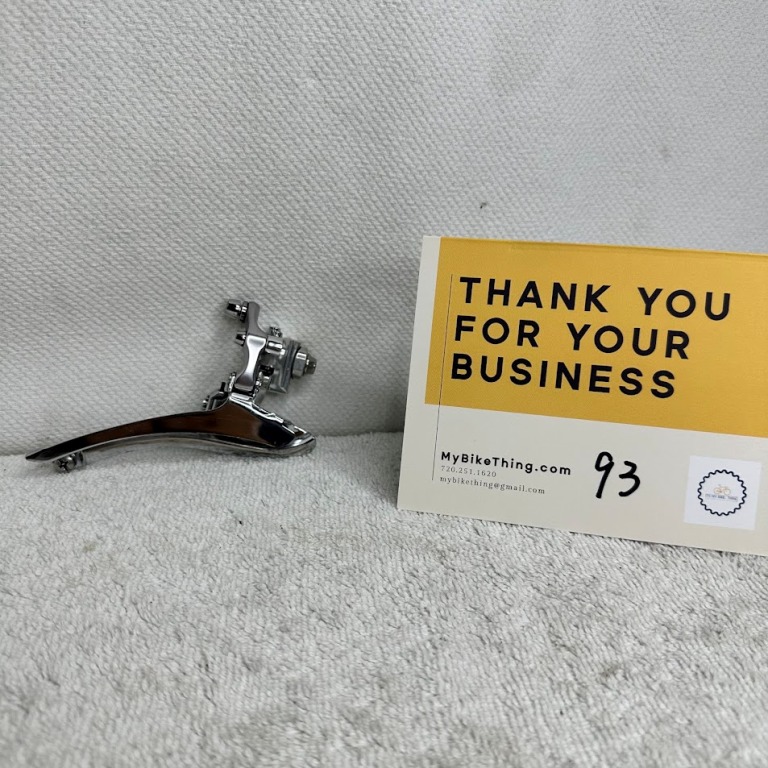 THANK YOU
FOR YOUR
BUSINESS
MyBikeThing.com
720.251.1620
mybikething@gmail.com
93